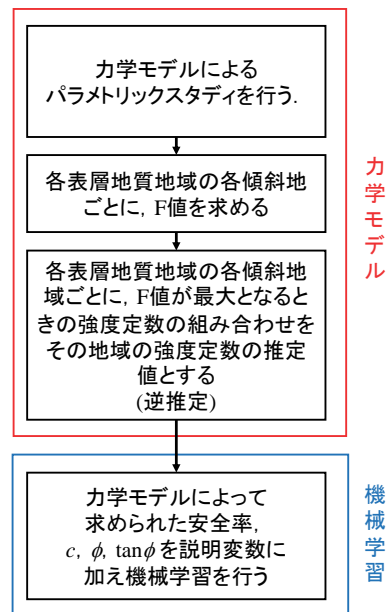 力学モデルによる
パラメトリックスタディを行う.
各表層地質地域の各傾斜地
ごとに, F値を求める
各表層地質地域の各傾斜地
域ごとに, F値が最大となると
きの強度定数の組み合わせを
その地域の強度定数の推定
値とする
(逆推定)
力学モデル
力学モデルによって
求められた安全率,
c, ϕ, tanϕを説明変数に
加え機械学習を行う
機械学習